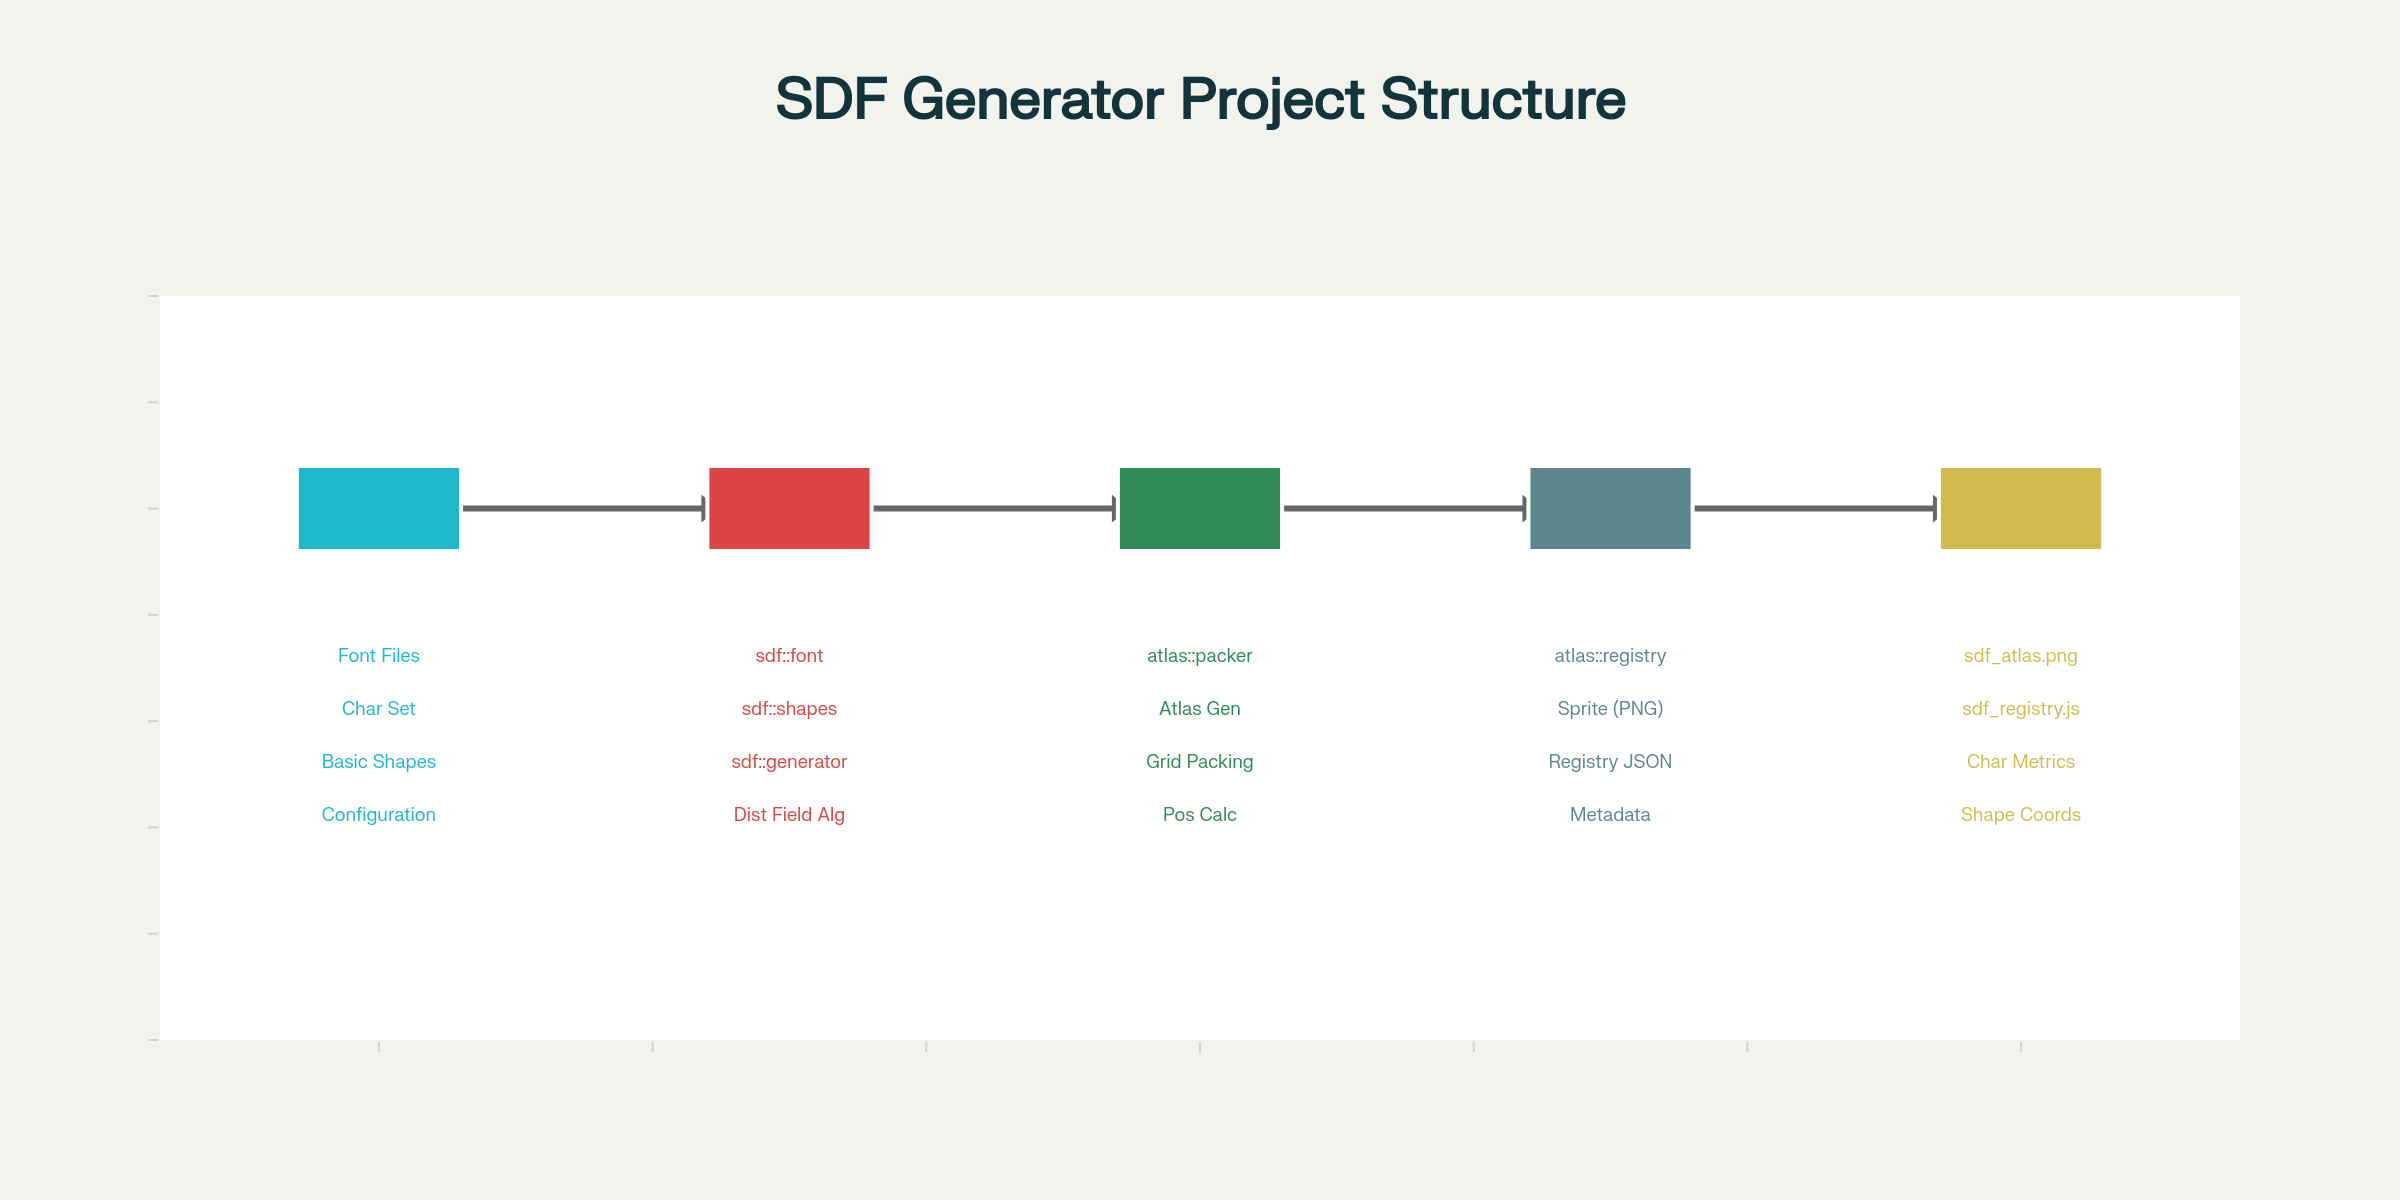 SDF Generator Project Structure
Font Files
Char Set
Basic Shapes
Configuration
sdf::font
sdf::shapes
sdf::generator
Dist Field Alg
atlas::packer
Atlas Gen
Grid Packing
Pos Calc
atlas::registry
Sprite (PNG)
Registry JSON
Metadata
sdf_atlas.png
sdf_registry.js
Char Metrics
Shape Coords